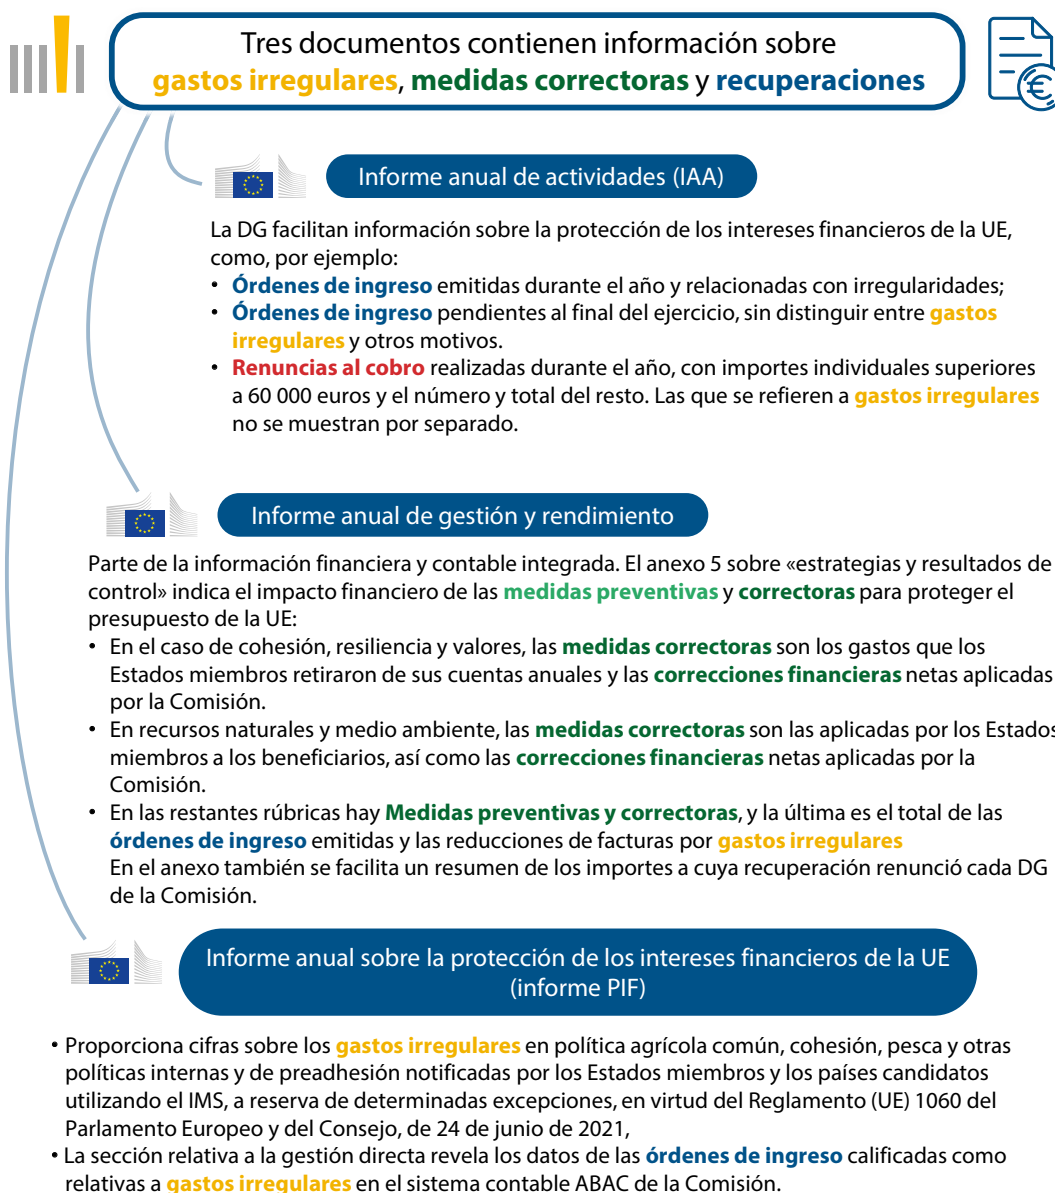 Tres documentos contienen información sobre
gastos irregulares, medidas correctoras y recuperaciones
Informe anual de actividades (IAA)
La DG facilitan información sobre la protección de los intereses financieros de la UE,
como, por ejemplo:
• Órdenes de ingreso emitidas durante el año y relacionadas con irregularidades;
• Órdenes de ingreso pendientes al final del ejercicio, sin distinguir entre gastos
irregulares y otros motivos.
• Renuncias al cobro realizadas durante el año, con importes individuales superiores
a 60 000 euros y el número y total del resto. Las que se refieren a gastos irregulares
no se muestran por separado.
Informe anual de gestión y rendimiento
Parte de la información financiera y contable integrada. El anexo 5 sobre «estrategias y resultados de
control» indica el impacto financiero de las medidas preventivas y correctoras para proteger el
presupuesto de la UE:
• En el caso de cohesión, resiliencia y valores, las medidas correctoras son los gastos que los
Estados miembros retiraron de sus cuentas anuales y las correcciones financieras netas aplicadas
por la Comisión.
• En recursos naturales y medio ambiente, las medidas correctoras son las aplicadas por los Estados
miembros a los beneficiarios, así como las correcciones financieras netas aplicadas por la
Comisión.
• En las restantes rúbricas hay Medidas preventivas y correctoras, y la última es el total de las
órdenes de ingreso emitidas y las reducciones de facturas por gastos irregulares
En el anexo también se facilita un resumen de los importes a cuya recuperación renunció cada DG
de la Comisión.
Informe anual sobre la protección de los intereses financieros de la UE
(informe PIF)
• Proporciona cifras sobre los gastos irregulares en política agrícola común, cohesión, pesca y otras
políticas internas y de preadhesión notificadas por los Estados miembros y los países candidatos
utilizando el IMS, a reserva de determinadas excepciones, en virtud del Reglamento (UE) 1060 del
Parlamento Europeo y del Consejo, de 24 de junio de 2021,
• La sección relativa a la gestión directa revela los datos de las órdenes de ingreso calificadas como
relativas a gastos irregulares en el sistema contable ABAC de la Comisión.